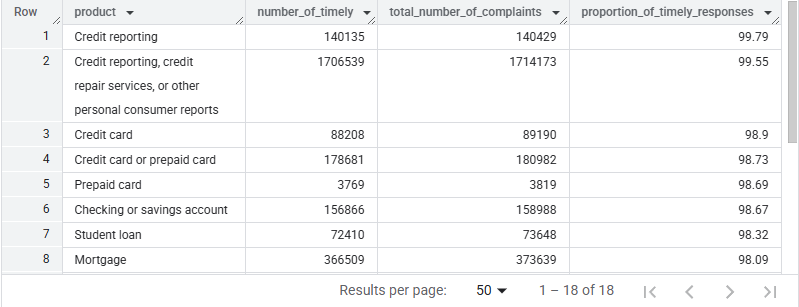 Row product number_of_timely total_number_of_complaints proportion_of_timely_responses
1 Credit reporting 140135 140429 99.79
2 Credit reporting, credit 1706539 1714173 99.55
repair services, or other
personal consumer reports
3 Credit card 88208 89190 98.9
4 Credit card or prepaid card 178681 180982 98.73
5 Prepaid card 3769 3819 98.69
6 Checking or savings account 156866 158988 98.67
7 Student loan 72410 73648 98.32
8 Mortgage 366509 373639 98.09
Results per page: 50 1 – 18 of 18